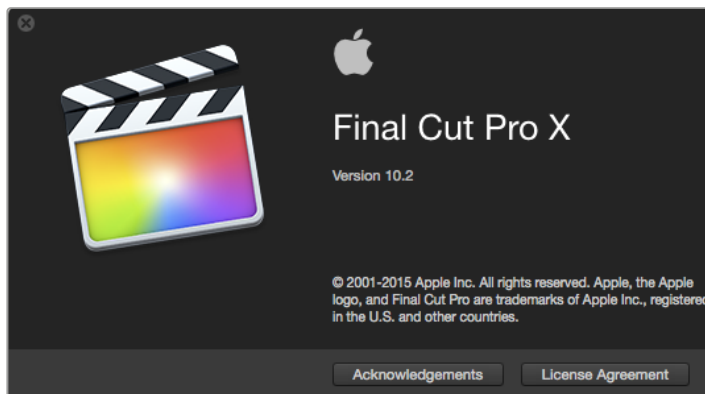 Final Cut Pro X
Version 10.2
© 2001-2015 Apple Inc. All rights reserved. Apple, the Apple
logo, and Final Cut Pro are trademarks of Apple Inc., registered
in the U.S. and other countries.
Acknowledgements
License Agreement